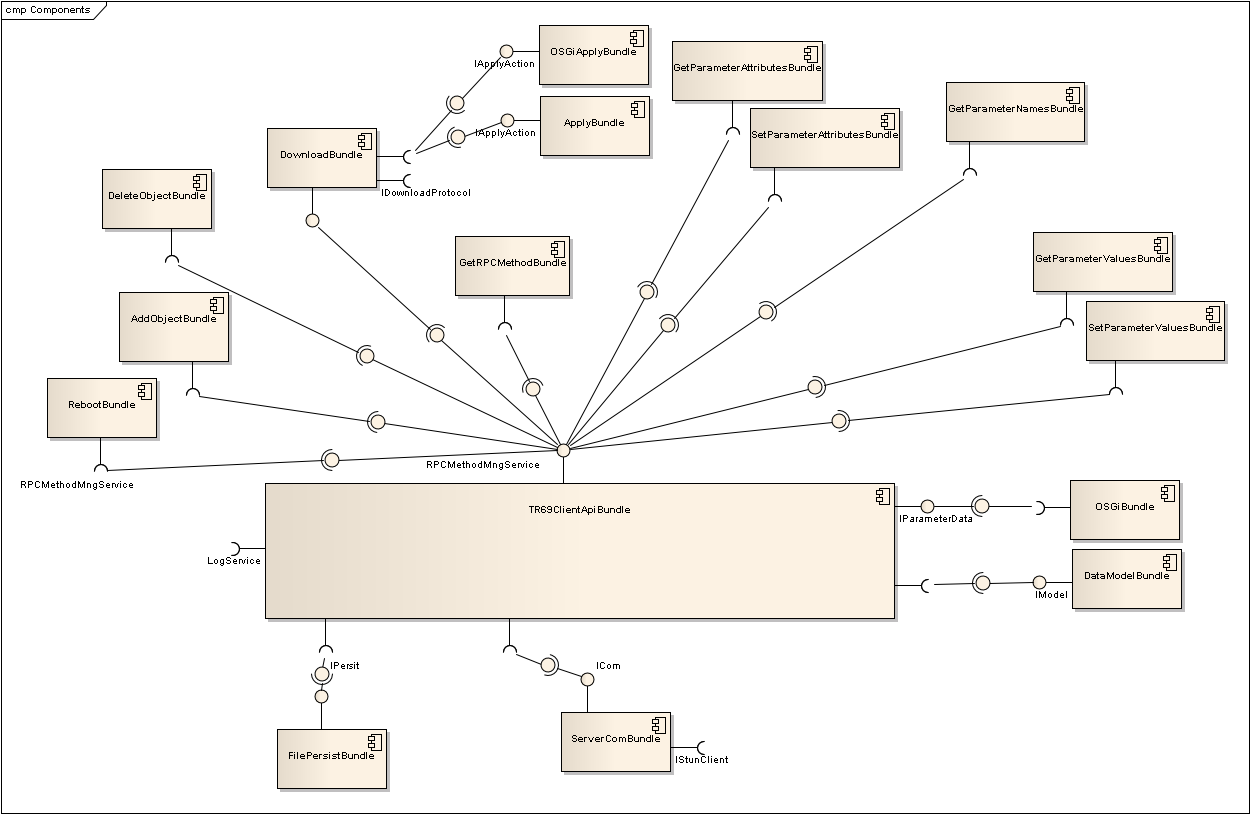 cmp Components
OSGiApplyBundle
IApplyAction
GetParameterAttributesBundle
GetParameterNamesBundle
ApplyBundle
IApplyAction
SetParameterAttributesBundle
DownloadBundle
IDownloadProtocol
DeleteObjectBundle
GetRPCMethodBundle
GetParameterValuesBundle
AddObjectBundle
SetParameterValuesBundle
RebootBundle
RPCMethodMngService
RPCMethodMngService
TR69ClientApiBundle
OSGiBundle
IParameterData
LogService
DataModelBundle
IModel
IPersit
ICom
FilePersistBundle
ServerComBundle
IStunClient